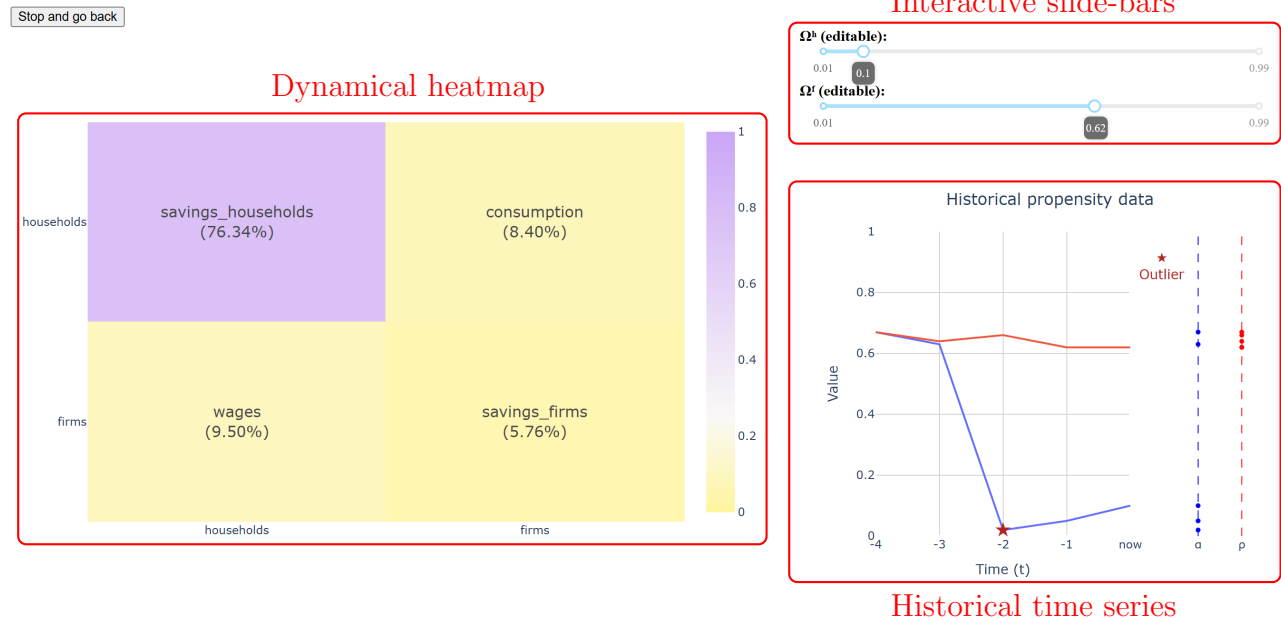 Stop and go back
Interactive slide-bars
Ωʰ (editable):
0.01
0.1
0.99
Ωᶠ (editable):
0.01
0.62
0.99
Dynamical heatmap
households
savings_households
(76.34%)
consumption
(8.40%)
firms
wages
(9.50%)
savings_firms
(5.76%)
households
firms
1
0.8
0.6
0.4
0.2
0
Historical propensity data
Value
1
0.8
0.6
0.4
0.2
0
Outlier
-4
-3
-2
-1
now
α
ρ
Time (t)
Historical time series